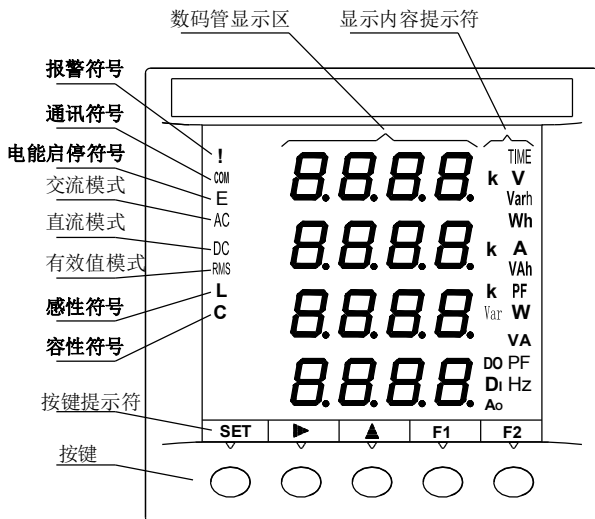 数码管显示区
显示内容提示符
报警符号
通讯符号
电能启停符号
交流模式
直流模式
有效值模式
感性符号
容性符号
按键提示符
按键
!
COM
E
AC
DC
RMS
L
C
8.8.8.8
8.8.8.8
8.8.8.8
8.8.8.8
TIME
k V
Varh
Wh
k A
VAh
k PF
Var W
VA
DO PF
DI Hz
AO
SET
F1
F2